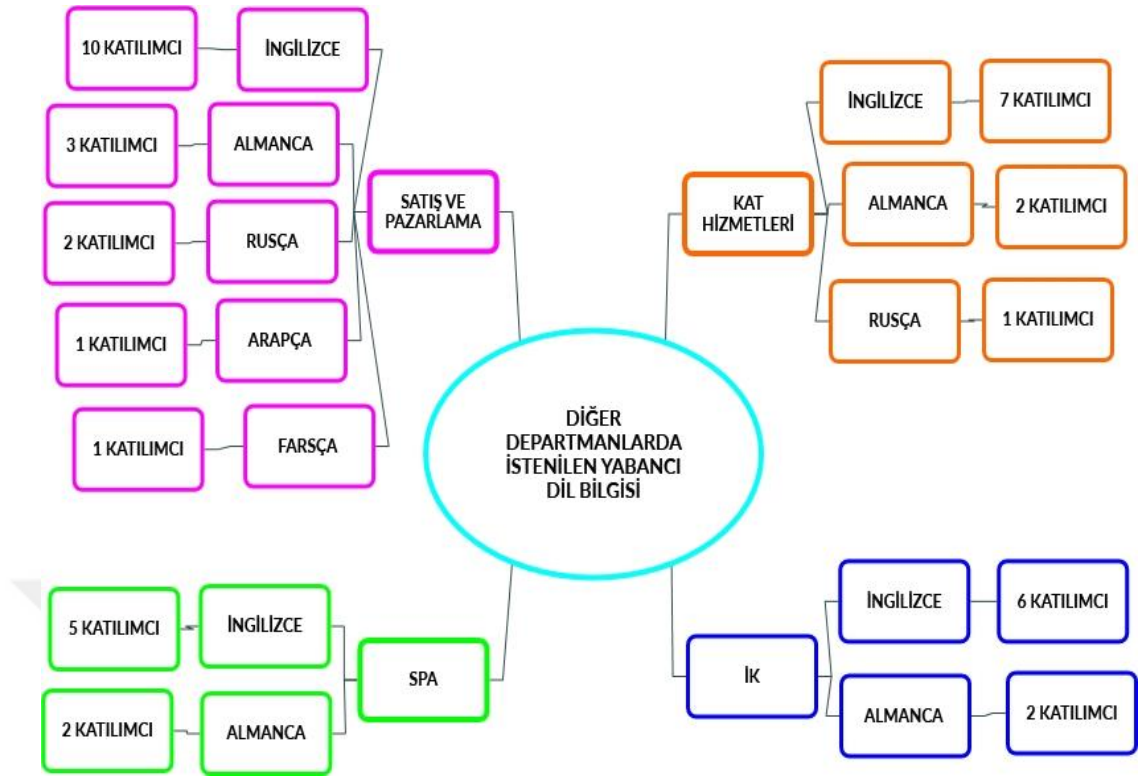 10 KATILIMCI
İNGİLİZCE
3 KATILIMCI
ALMANCA
2 KATILIMCI
RUSÇA
1 KATILIMCI
ARAPÇA
1 KATILIMCI
FARSÇA
SATIŞ VE
PAZARLAMA
KAT
HİZMETLERİ
İNGİLİZCE
7 KATILIMCI
ALMANCA
2 KATILIMCI
RUSÇA
1 KATILIMCI
DİĞER
DEPARTMANLARDA
İSTENİLEN YABANCI
DİL BİLGİSİ
5 KATILIMCI
İNGİLİZCE
2 KATILIMCI
ALMANCA
SPA
İK
İNGİLİZCE
6 KATILIMCI
ALMANCA
2 KATILIMCI